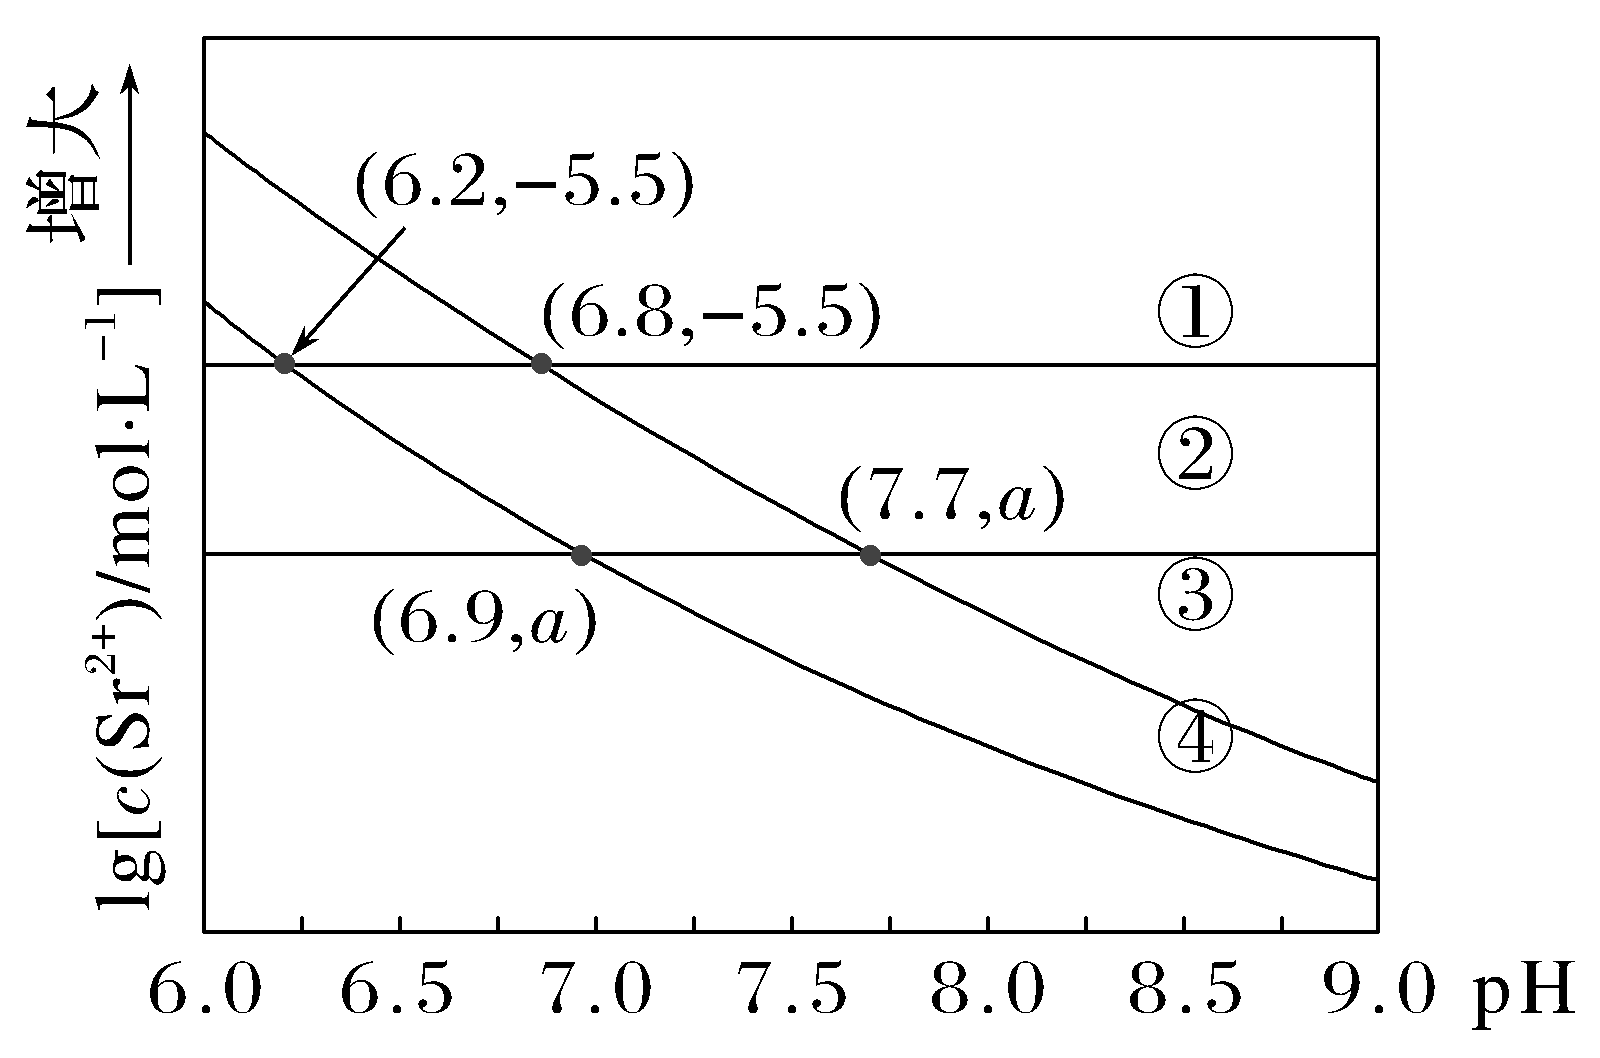 lg[c(Sr²⁺)/mol·L⁻¹] 增大
(6.2,−5.5)
(6.8,−5.5)
①
②
(7.7,a)
③
(6.9,a)
④
6.0 6.5 7.0 7.5 8.0 8.5 9.0 pH